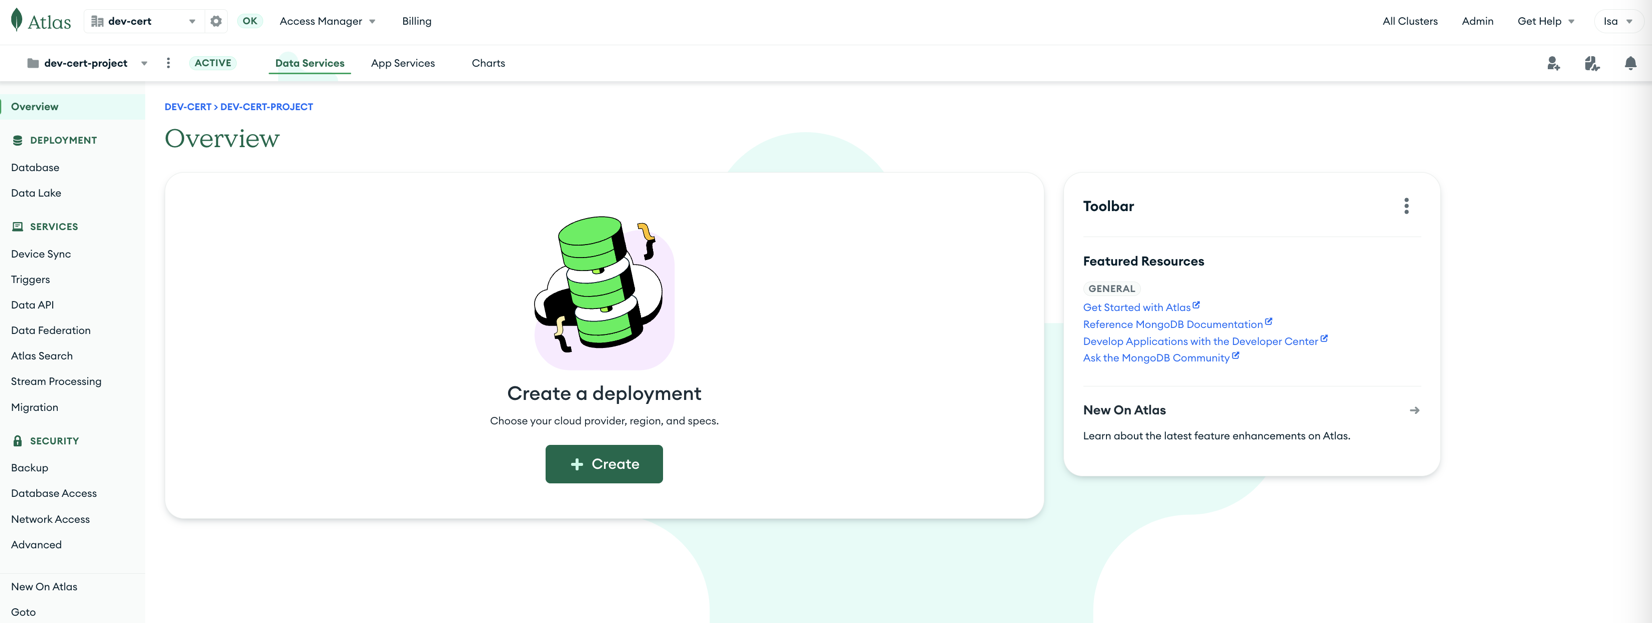 Atlas
dev-cert
OK
Access Manager
Billing
All Clusters
Admin
Get Help
Isa
dev-cert-project
ACTIVE
Data Services
App Services
Charts
Overview
DEPLOYMENT
Database
Data Lake
SERVICES
Device Sync
Triggers
Data API
Data Federation
Atlas Search
Stream Processing
Migration
SECURITY
Backup
Database Access
Network Access
Advanced
New On Atlas
Goto
DEV-CERT > DEV-CERT-PROJECT
Overview
Create a deployment
Choose your cloud provider, region, and specs.
+ Create
Toolbar
Featured Resources
GENERAL
Get Started with Atlas
Reference MongoDB Documentation
Develop Applications with the Developer Center
Ask the MongoDB Community
New On Atlas
Learn about the latest feature enhancements on Atlas.